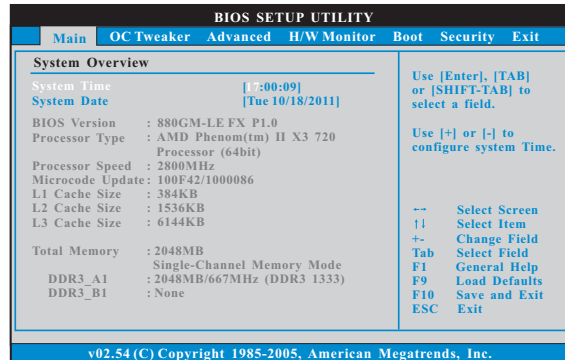 BIOS SETUP UTILITY
Main OC Tweaker Advanced H/W Monitor Boot Security Exit
System Overview
System Time [17:00:09]
System Date [Tue 10/18/2011]
BIOS Version : 880GM-LE FX P1.0
Processor Type : AMD Phenom(tm) II X3 720
Processor (64bit)
Processor Speed : 2800MHz
Microcode Update : 100F42/1000086
L1 Cache Size : 384KB
L2 Cache Size : 1536KB
L3 Cache Size : 6144KB
Total Memory : 2048MB
Single-Channel Memory Mode
DDR3_A1 : 2048MB/667MHz (DDR3 1333)
DDR3_B1 : None
Use [Enter], [TAB]
or [SHIFT-TAB] to
select a field.
Use [+] or [-] to
configure system Time.
←→ Select Screen
↑↓ Select Item
+- Change Field
Tab Select Field
F1 General Help
F9 Load Defaults
F10 Save and Exit
ESC Exit
v02.54 (C) Copyright 1985-2005, American Megatrends, Inc.